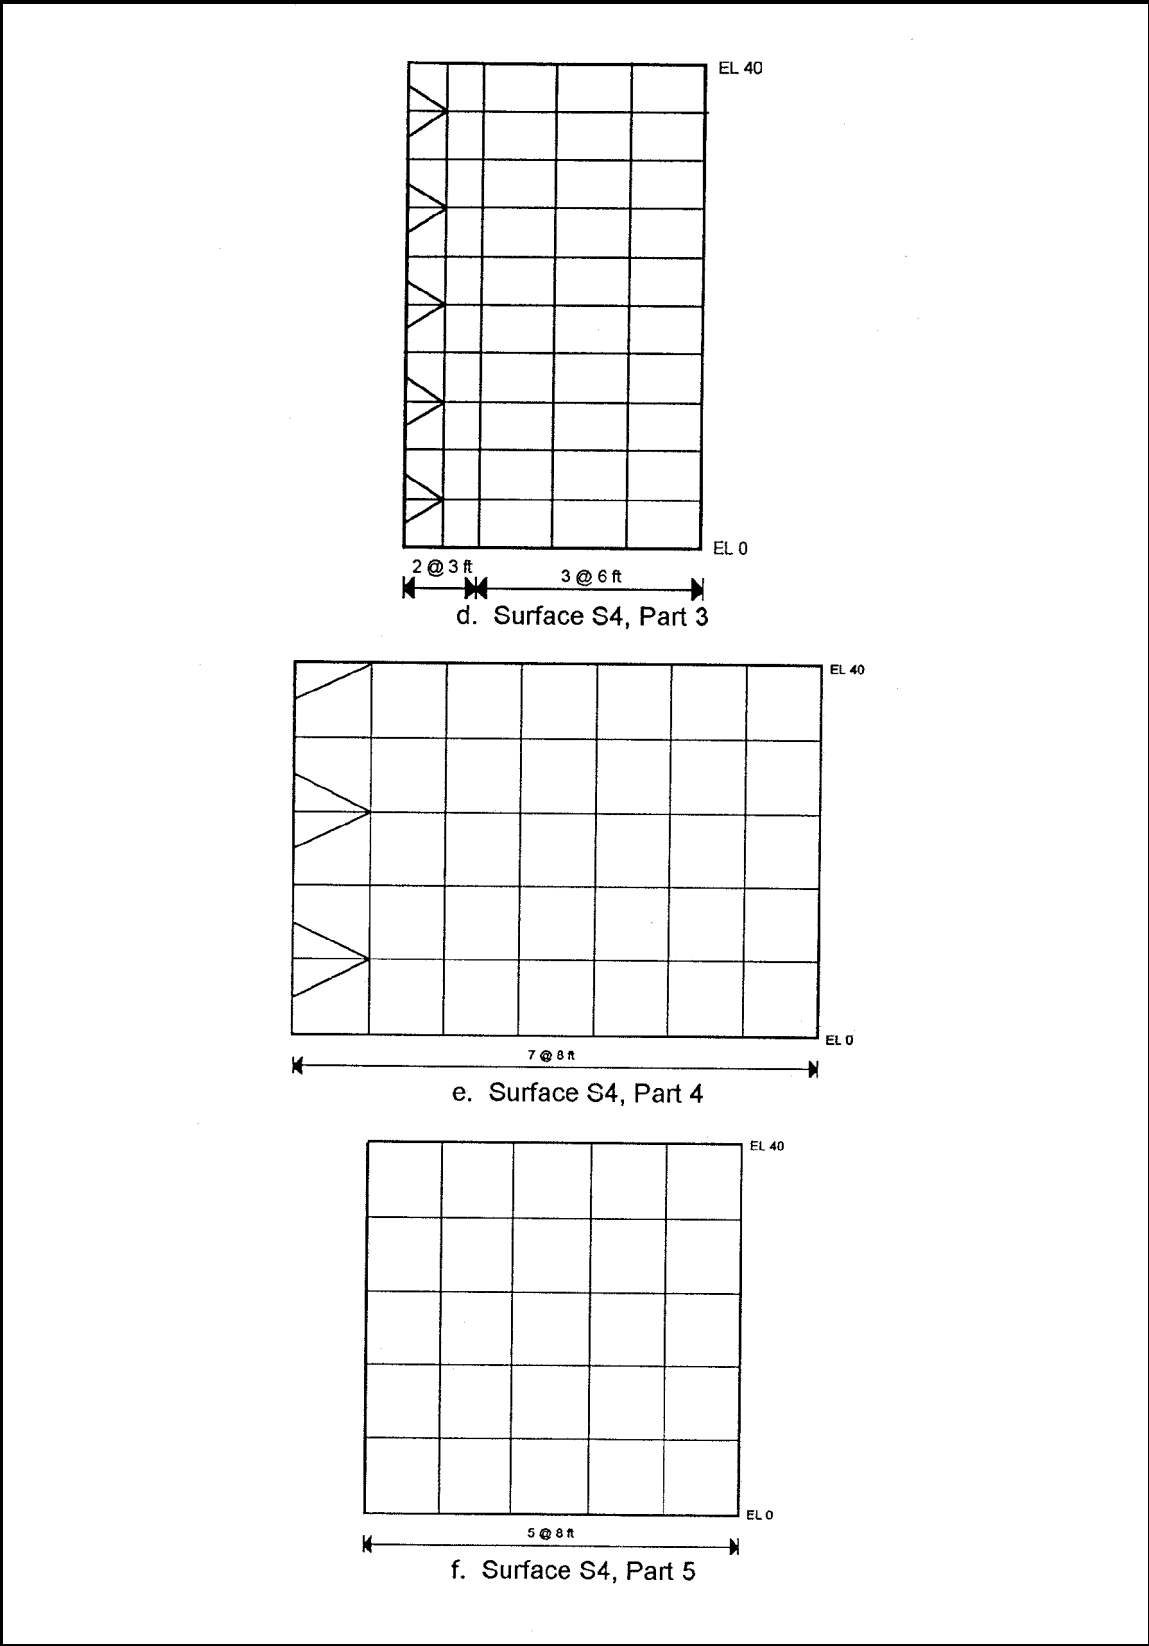 EL 40
EL 0
2 @ 3 ft
3 @ 6 ft
d. Surface S4, Part 3
EL 40
EL 0
7 @ 8 ft
e. Surface S4, Part 4
EL 40
EL 0
5 @ 8 ft
f. Surface S4, Part 5